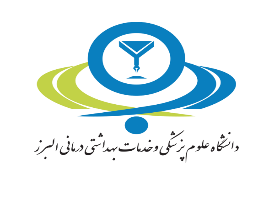 دانشگاه علوم پزشکی و خدمات بهداشتی درمانی البرز